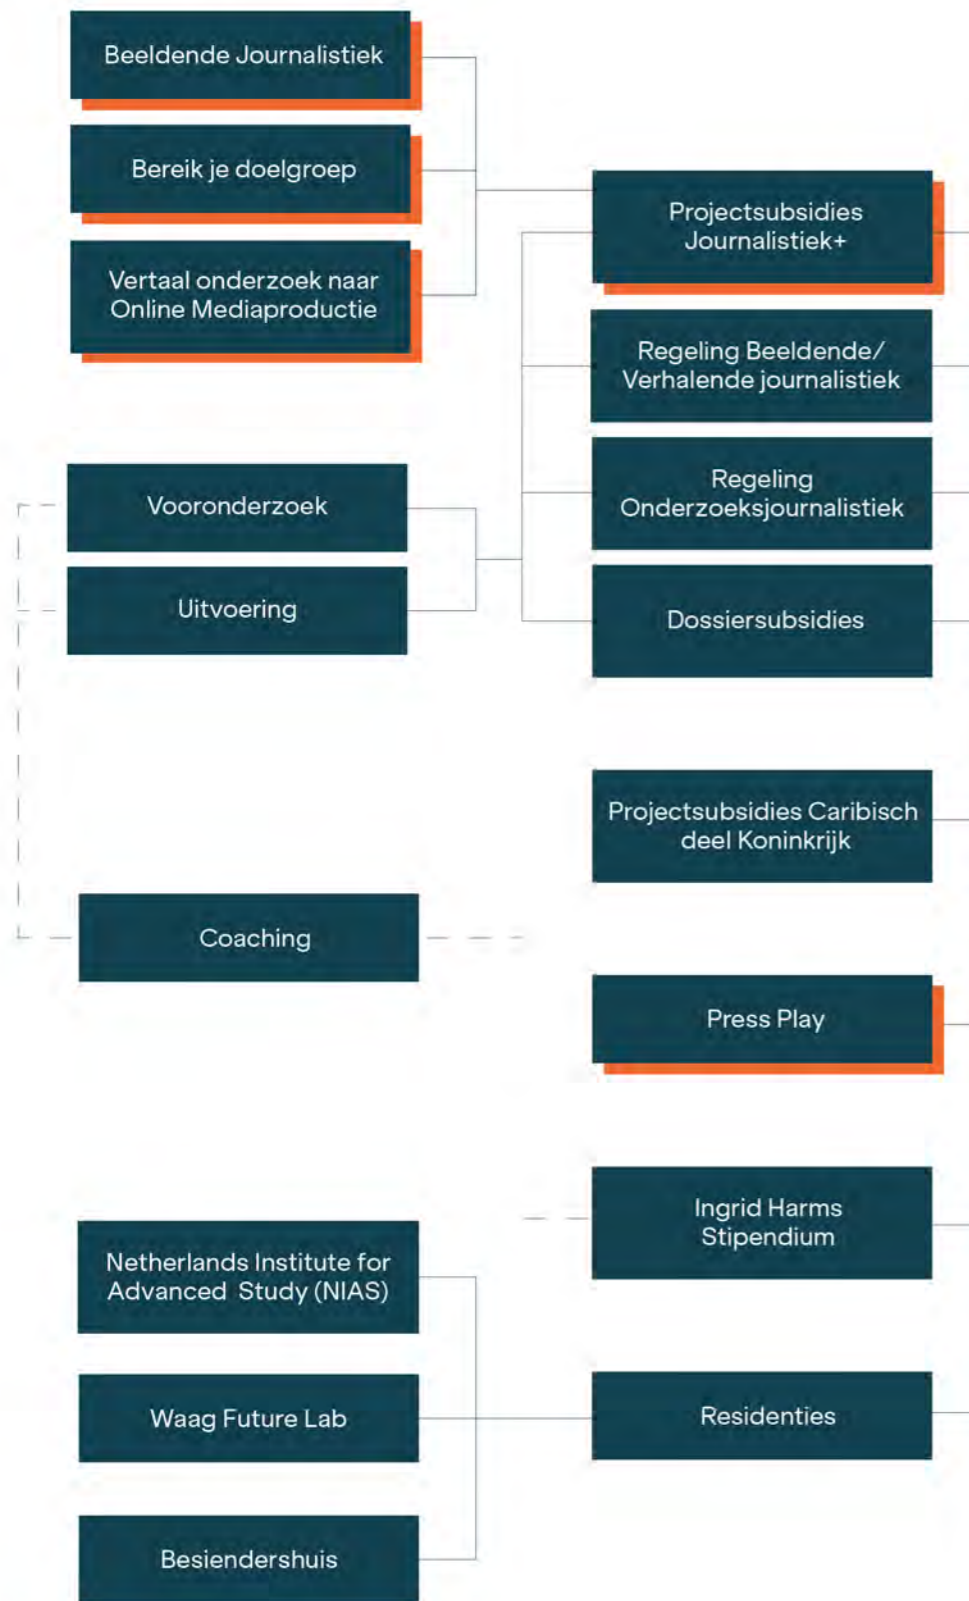 Beeldende Journalistiek
Bereik je doelgroep
Vertaal onderzoek naar
Online Mediaproductie
Projectsubsidies
Journalistiek+
Regeling Beeldende/
Verhalende journalistiek
Vooronderzoek
Regeling
Onderzoeksjournalistiek
Uitvoering
Dossiersubsidies
Projectsubsidies Caribisch
deel Koninkrijk
Coaching
Press Play
Ingrid Harms
Stipendium
Netherlands Institute for
Advanced Study (NIAS)
Waag Future Lab
Residenties
Besiendershuis